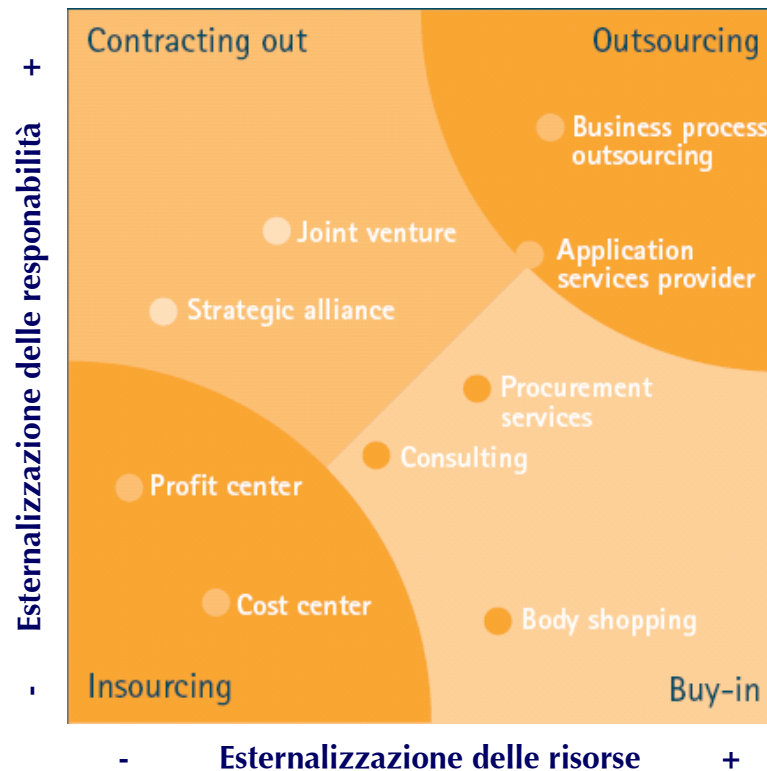 Contracting out
Outsourcing
Business process
outsourcing
Joint venture
Application
services provider
Strategic alliance
Procurement
services
Consulting
Profit center
Cost center
Body shopping
Insourcing
Buy-in
- Esternalizzazione delle responabilità +
- Esternalizzazione delle risorse +